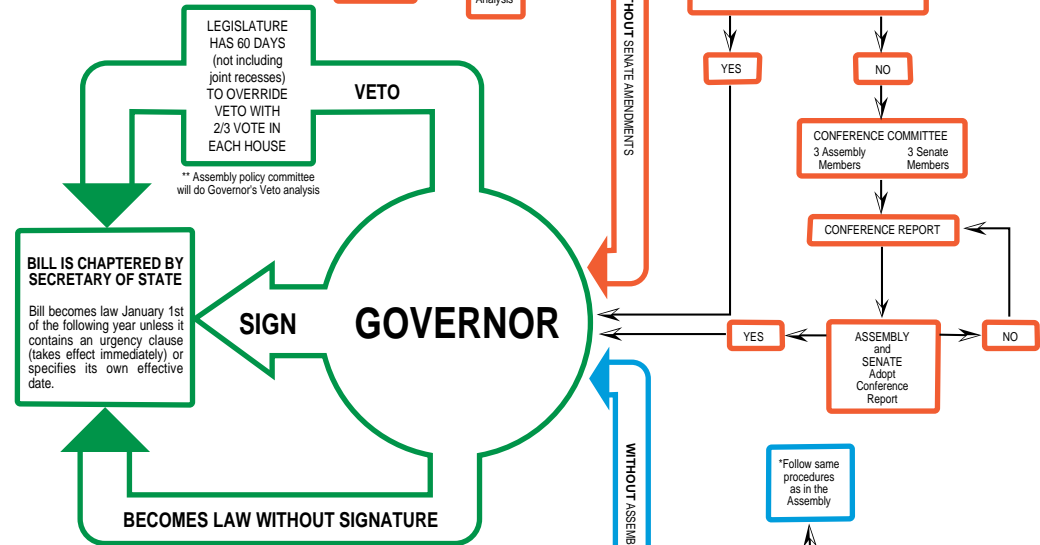 Analysis
LEGISLATURE
HAS 60 DAYS
(not including
joint recesses)
TO OVERRIDE
VETO WITH
2/3 VOTE IN
EACH HOUSE
VETO
** Assembly policy committee
will do Governor's Veto analysis
BILL IS CHAPTERED BY
SECRETARY OF STATE
Bill becomes law January 1st
of the following year unless it
contains an urgency clause
(takes effect immediately) or
specifies its own effective
date.
SIGN
GOVERNOR
BECOMES LAW WITHOUT SIGNATURE
SENATE AMENDMENTS
WITHOUT
YES
NO
CONFERENCE COMMITTEE
3 Assembly
Members
3 Senate
Members
CONFERENCE REPORT
YES
ASSEMBLY
and
SENATE
Adopt
Conference
Report
NO
*Follow same
procedures
as in the
Assembly